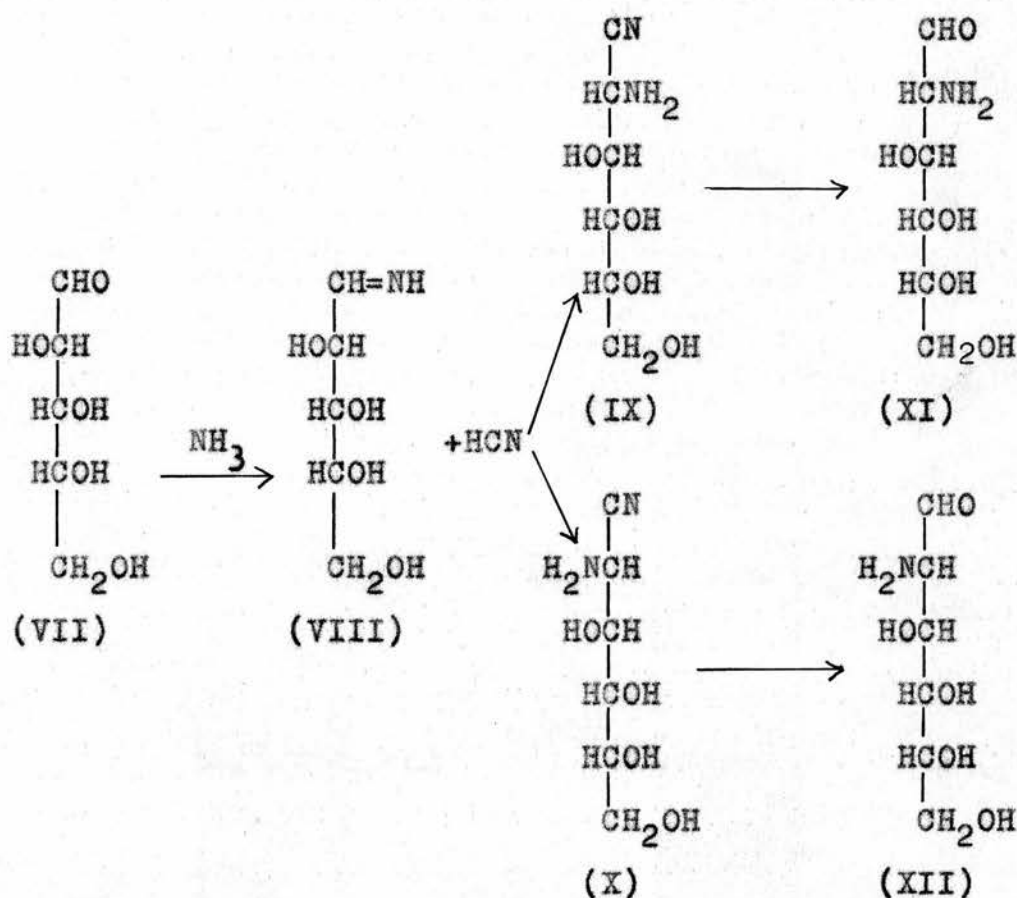 CN
HCNH2
HOCH
HCOH
HCOH
CH2OH
(IX)
CHO
HCNH2
HOCH
HCOH
HCOH
CH2OH
(XI)
CHO
HOCH
HCOH
HCOH
CH2OH
(VII)
NH3
CH=NH
HOCH
HCOH
HCOH
CH2OH
(VIII)
+HCN
CN
H2NCH
HOCH
HCOH
HCOH
CH2OH
(X)
CHO
H2NCH
HOCH
HCOH
HCOH
CH2OH
(XII)